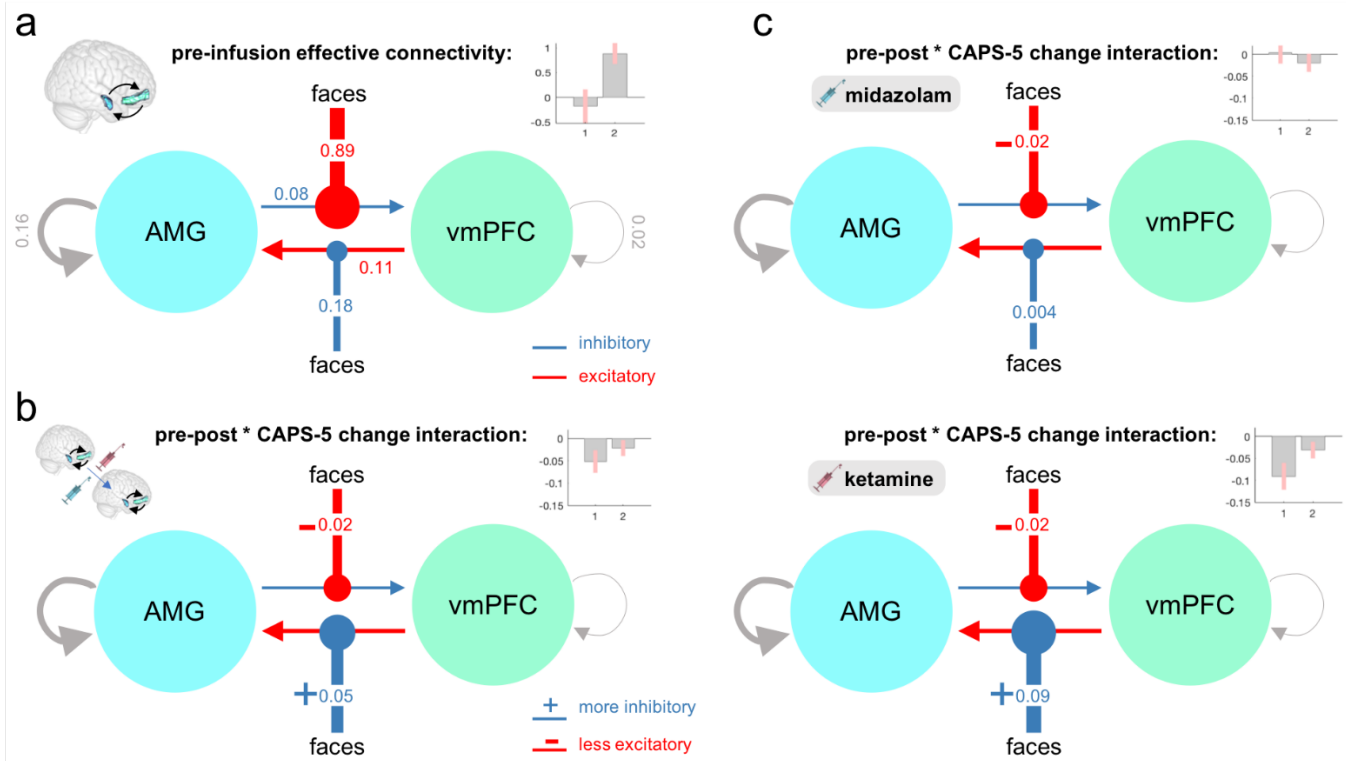 a
pre-infusion effective connectivity:
1
0.5
0
-0.5
1 2
faces
0.89
0.08
0.16
AMG
vmPFC
0.02
0.11
0.18
faces
inhibitory
excitatory
b
pre-post * CAPS-5 change interaction:
0
-0.05
-0.1
-0.15
1 2
faces
-0.02
AMG
vmPFC
+0.05
faces
+ more inhibitory
- less excitatory
c
pre-post * CAPS-5 change interaction:
midazolam
0
-0.05
-0.1
-0.15
1 2
faces
-0.02
AMG
vmPFC
0.004
faces
pre-post * CAPS-5 change interaction:
ketamine
0
-0.05
-0.1
-0.15
1 2
faces
-0.02
AMG
vmPFC
+0.09
faces